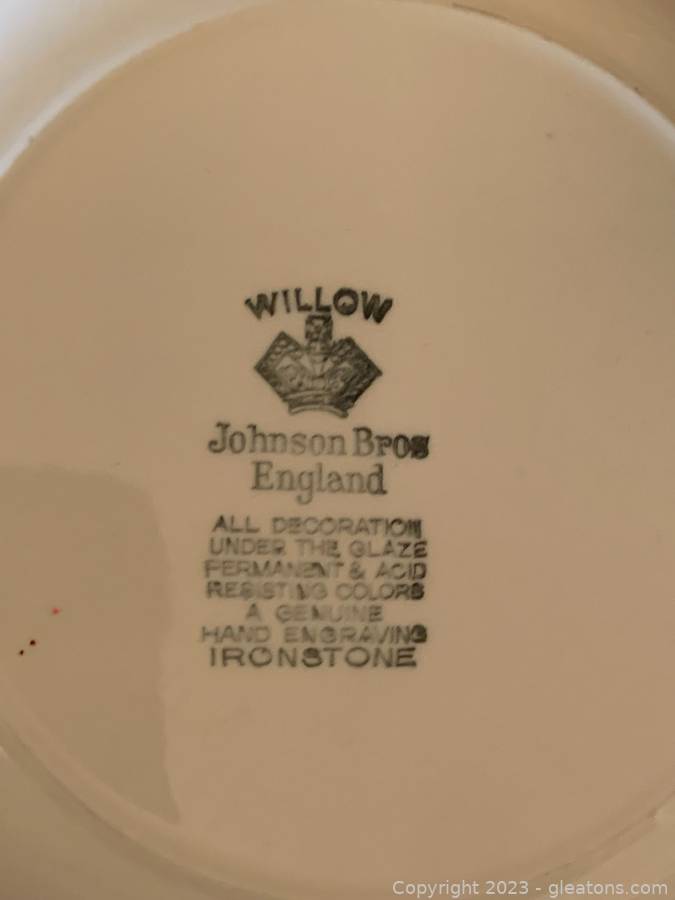 WILLOW
Johnson Bros
England
ALL DECORATION
UNDER THE GLAZE
PERMANENT & ACID
RESISTING COLORS
A GENUINE
HAND ENGRAVING
IRONSTONE
Copyright 2023 - gleatons.com